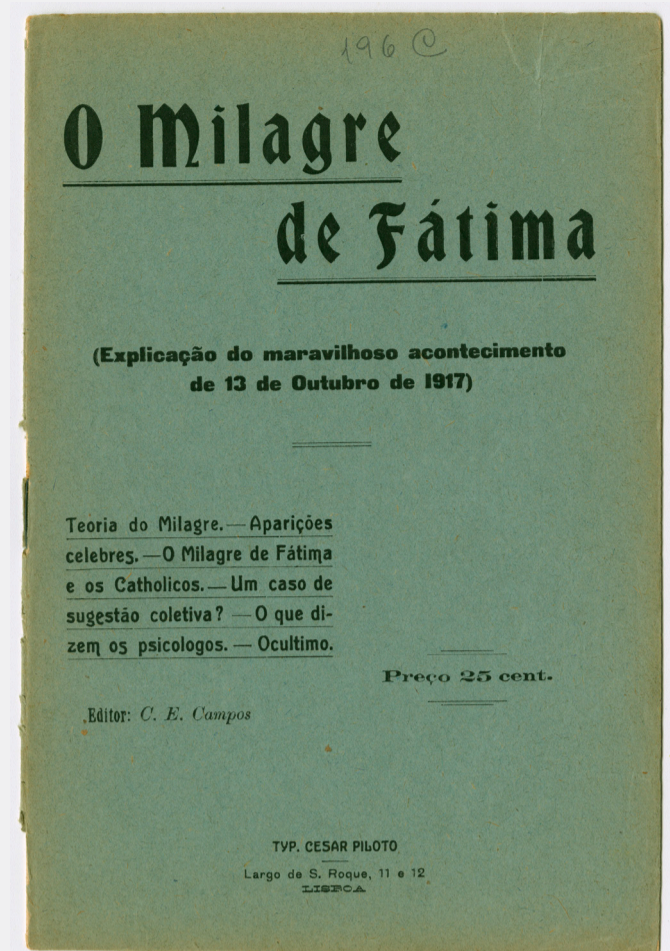 196 C
O Milagre
de Fátima
(Explicação do maravilhoso acontecimento
de 13 de Outubro de 1917)
Teoria do Milagre.—Aparições
celebres.—O Milagre de Fátima
e os Catholicos.—Um caso de
sugestão coletiva? —O que di-
zem os psicologos. — Ocultimo.
Preço 25 cent.
Editor: C. E. Campos
TYP. CESAR PILOTO
Largo de S. Roque, 11 e 12
LISBOA